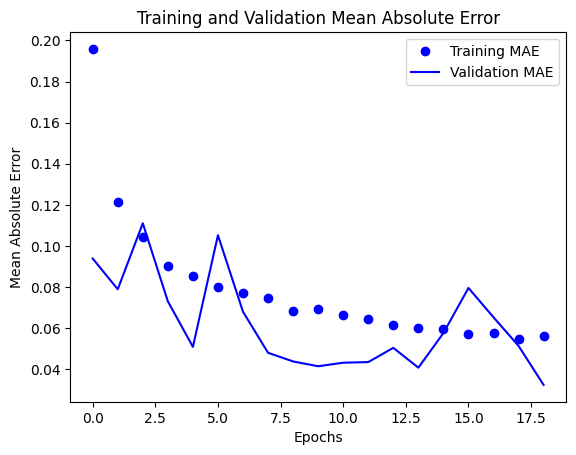 Training and Validation Mean Absolute Error
Training MAE
Validation MAE
Mean Absolute Error
0.20
0.18
0.16
0.14
0.12
0.10
0.08
0.06
0.04
0.0 2.5 5.0 7.5 10.0 12.5 15.0 17.5
Epochs